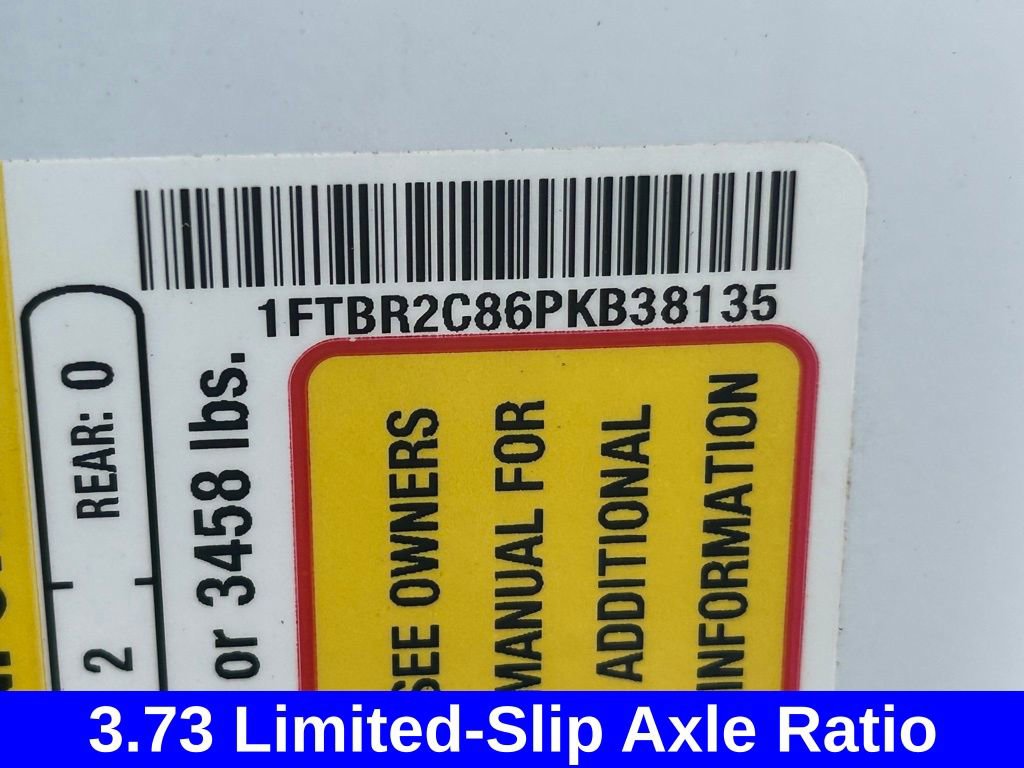 1FTBR2C86PKB38135
REAR: 0
2
or 3458 lbs.
SEE OWNERS
MANUAL FOR
ADDITIONAL
INFORMATION
3.73 Limited-Slip Axle Ratio